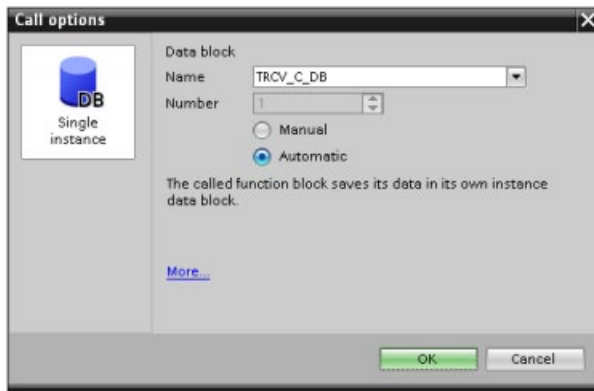 Call options
DB
Single
instance
Data block
Name TRCV_C_DB
Number 1
Manual
Automatic
The called function block saves its data in its own instance
data block.
More...
OK Cancel